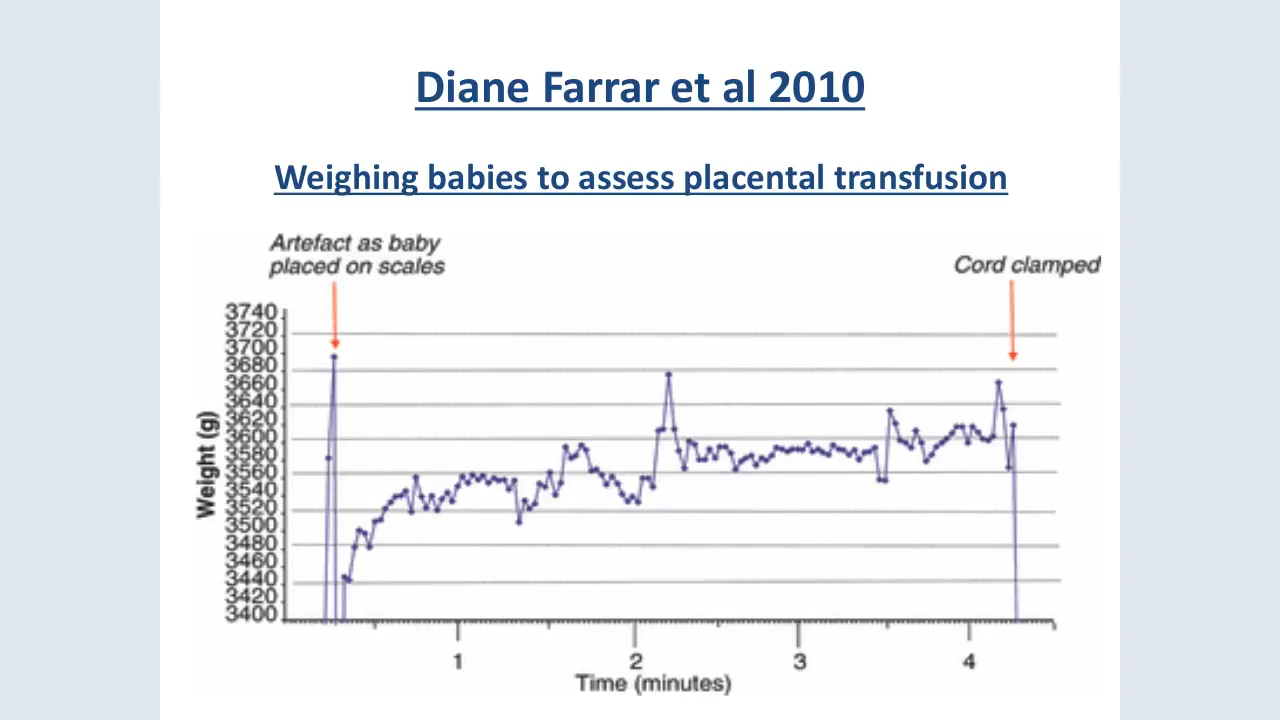 Diane Farrar et al 2010
Weighing babies to assess placental transfusion
Artefact as baby
placed on scales
Cord clamped
3740
3720
3700
3680
3660
3640
3620
3600
3580
3560
3540
3520
3500
3480
3460
3440
3420
3400
Weight (g)
1 2 3 4
Time (minutes)